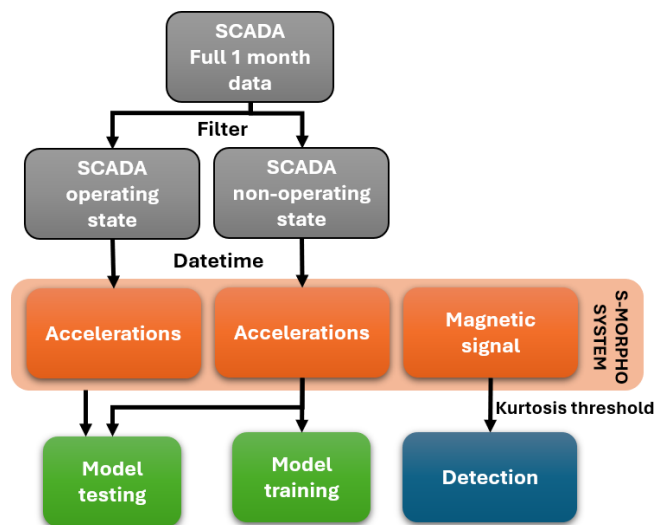 SCADA
Full 1 month
data
Filter
SCADA
operating
state
SCADA
non-operating
state
Datetime
Accelerations
Accelerations
Magnetic
signal
S-MORPHO
SYSTEM
Kurtosis threshold
Model
testing
Model
training
Detection